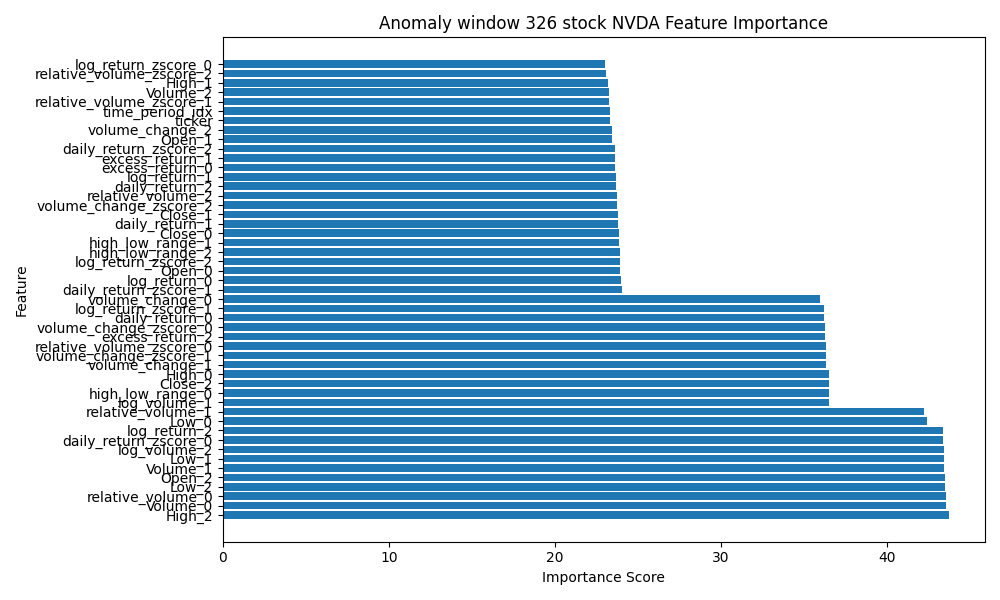 Anomaly window 326 stock NVDA Feature Importance
log_return_zscore_0
relative_volume_zscore_2
High_1
Volume_2
relative_volume_zscore_1
time_period_idx
ticker
volume_change_2
Open_1
daily_return_zscore_2
excess_return_1
excess_return_0
log_return_1
daily_return_2
relative_volume_2
volume_change_zscore_2
Close_1
daily_return_1
Close_0
high_low_range_1
high_low_range_2
log_return_zscore_2
Open_0
log_return_0
daily_return_zscore_1
volume_change_0
log_return_zscore_1
daily_return_0
volume_change_zscore_0
excess_return_2
relative_volume_zscore_0
volume_change_zscore_1
volume_change_1
High_0
Close_2
high_low_range_0
log_volume_1
relative_volume_1
Low_0
log_return_2
daily_return_zscore_0
log_volume_2
Low_1
Volume_1
Open_2
Low_2
relative_volume_0
Volume_0
High_2
Feature
0 10 20 30 40
Importance Score